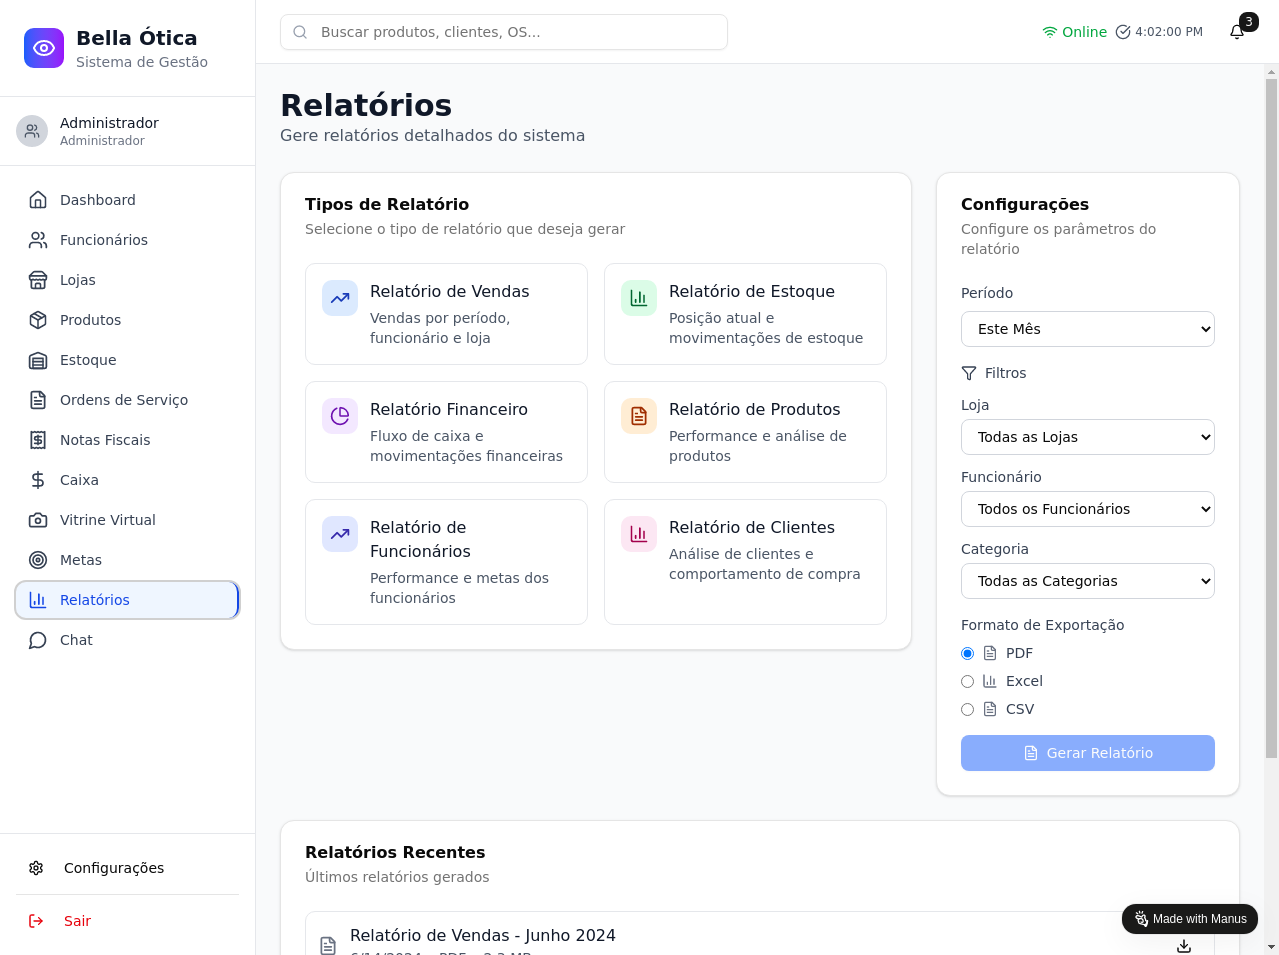 Bella Ótica
Sistema de Gestão
Administrador
Administrador
Dashboard
Funcionários
Lojas
Produtos
Estoque
Ordens de Serviço
Notas Fiscais
Caixa
Vitrine Virtual
Metas
Relatórios
Chat
Configurações
Sair
Buscar produtos, clientes, OS...
Online
4:02:00 PM
3
Relatórios
Gere relatórios detalhados do sistema
Tipos de Relatório
Selecione o tipo de relatório que deseja gerar
Relatório de Vendas
Vendas por período,
funcionário e loja
Relatório de Estoque
Posição atual e
movimentações de estoque
Relatório Financeiro
Fluxo de caixa e
movimentações financeiras
Relatório de Produtos
Performance e análise de
produtos
Relatório de
Funcionários
Performance e metas dos
funcionários
Relatório de Clientes
Análise de clientes e
comportamento de compra
Configurações
Configure os parâmetros do
relatório
Período
Este Mês
Filtros
Loja
Todas as Lojas
Funcionário
Todos os Funcionários
Categoria
Todas as Categorias
Formato de Exportação
PDF
Excel
CSV
Gerar Relatório
Relatórios Recentes
Últimos relatórios gerados
Relatório de Vendas - Junho 2024
Made with Manus